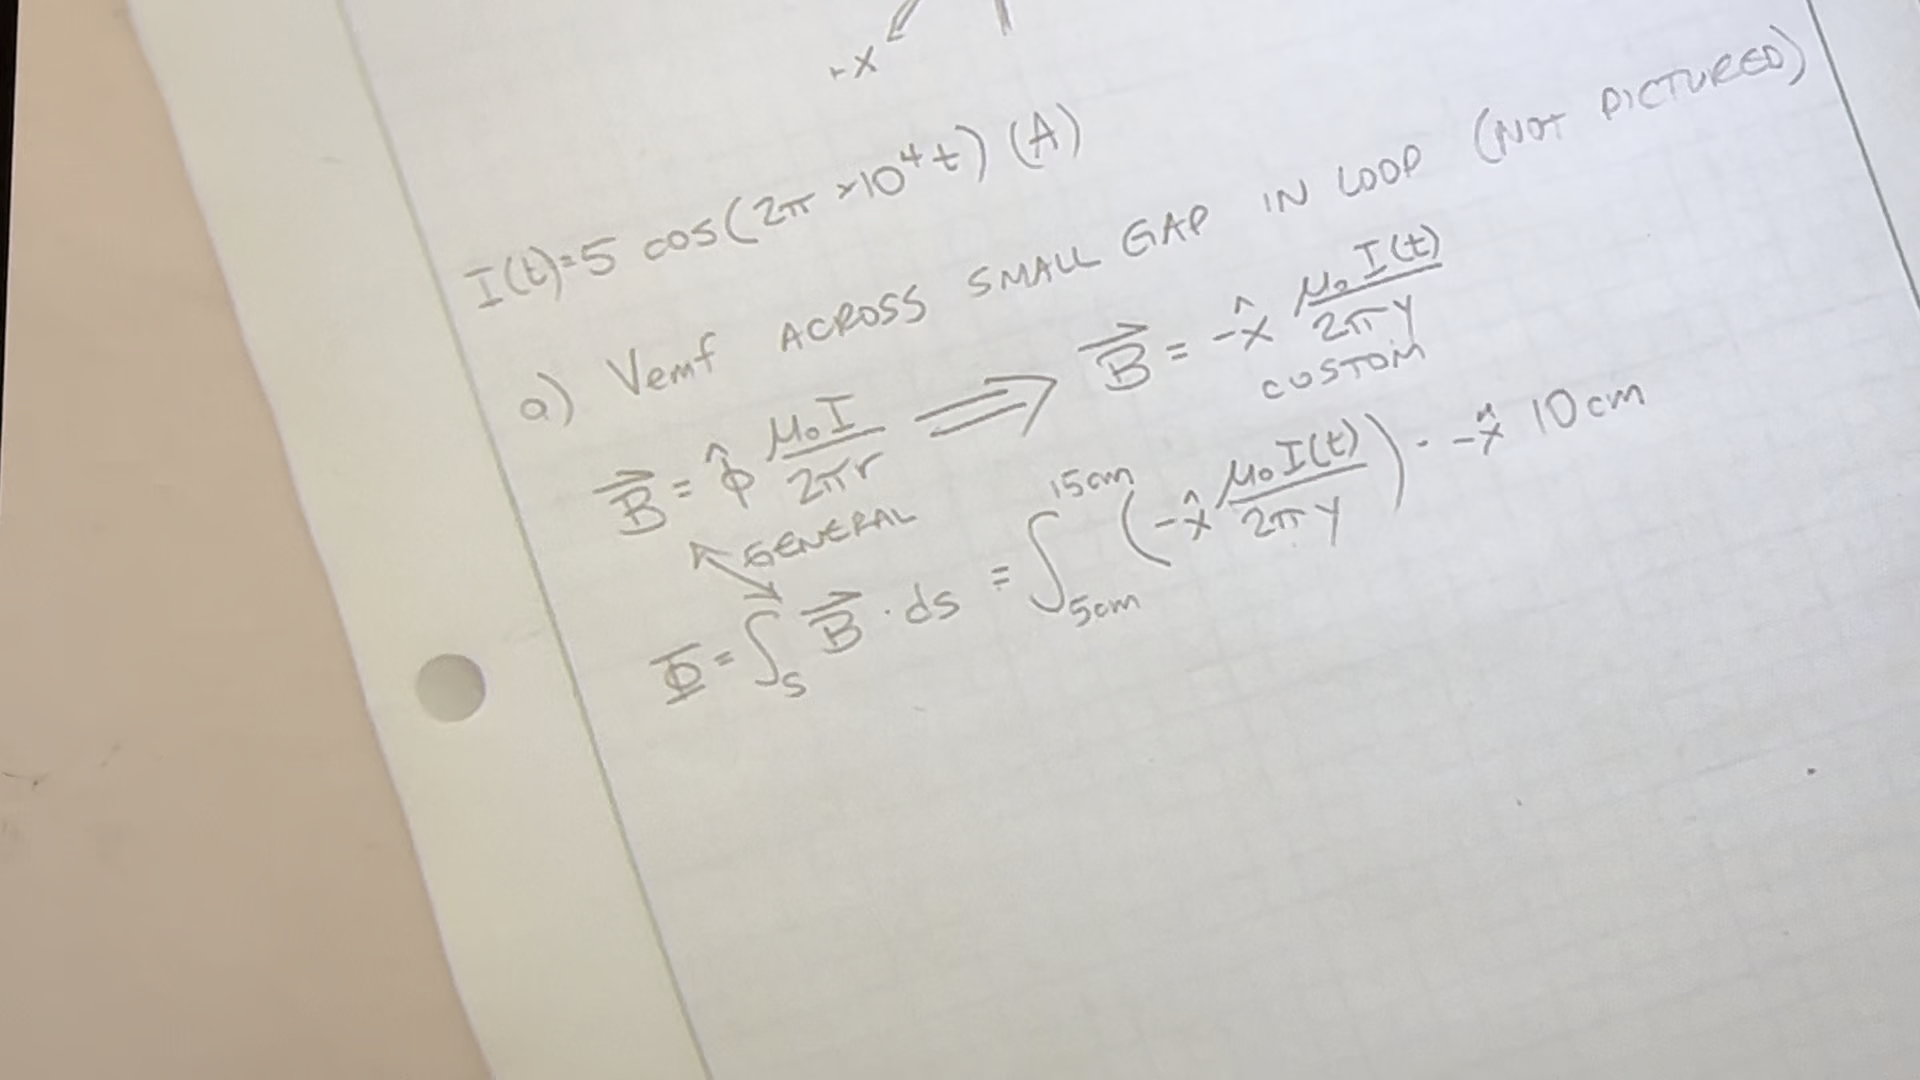 -x
I(t)=5 cos(2π ×10⁴t) (A)
a) Vemf ACROSS SMALL GAP IN LOOP (NOT PICTURED)
B⃗ = φ̂ μ₀I/2πr ⟹ B⃗ = -x̂ μ₀I(t)/2πy
GENERAL CUSTOM
Φ = ∫ₛ B⃗ · ds = ∫ 5cm 15cm (-x̂ μ₀I(t)/2πy) · -x̂ 10cm